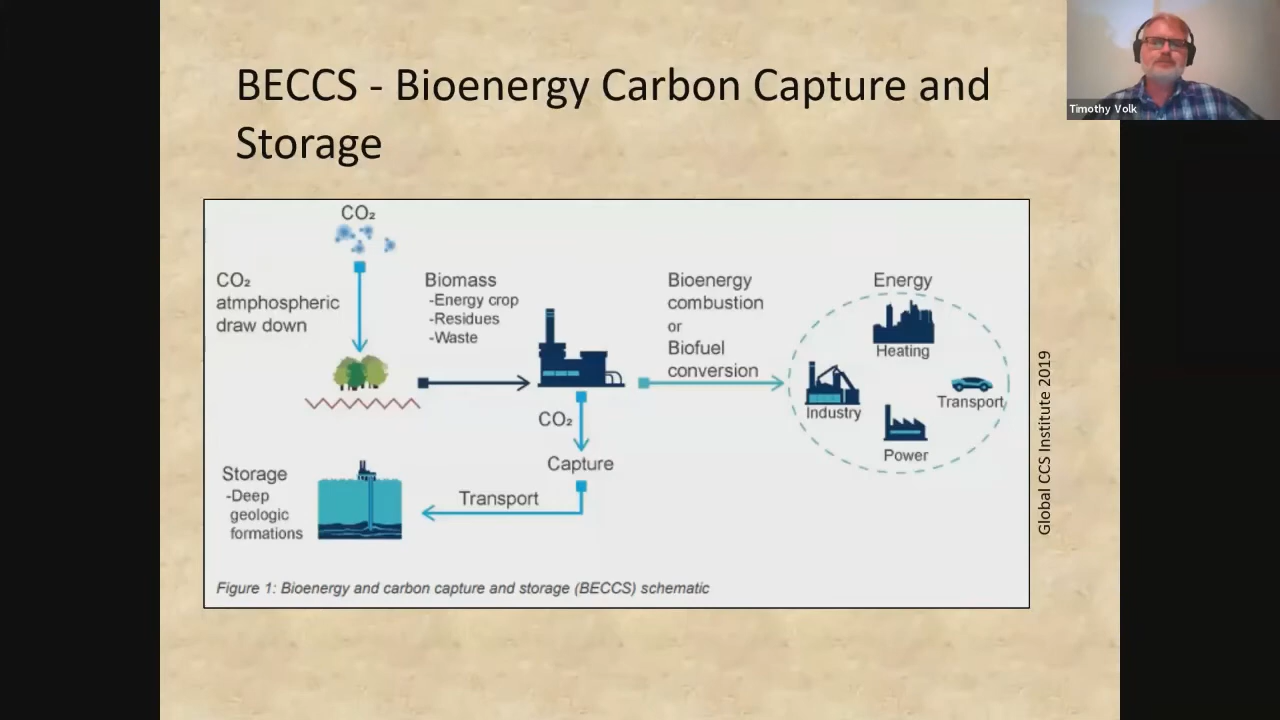 BECCS - Bioenergy Carbon Capture and
Storage
Timothy Volk
CO₂
CO₂
atmphospheric
draw down
Biomass
-Energy crop
-Residues
-Waste
Bioenergy
combustion
or
Biofuel
conversion
Energy
Heating
Industry
Transport
Power
CO₂
Capture
Transport
Storage
-Deep
geologic
formations
Figure 1: Bioenergy and carbon capture and storage (BECCS) schematic
Global CCS Institute 2019